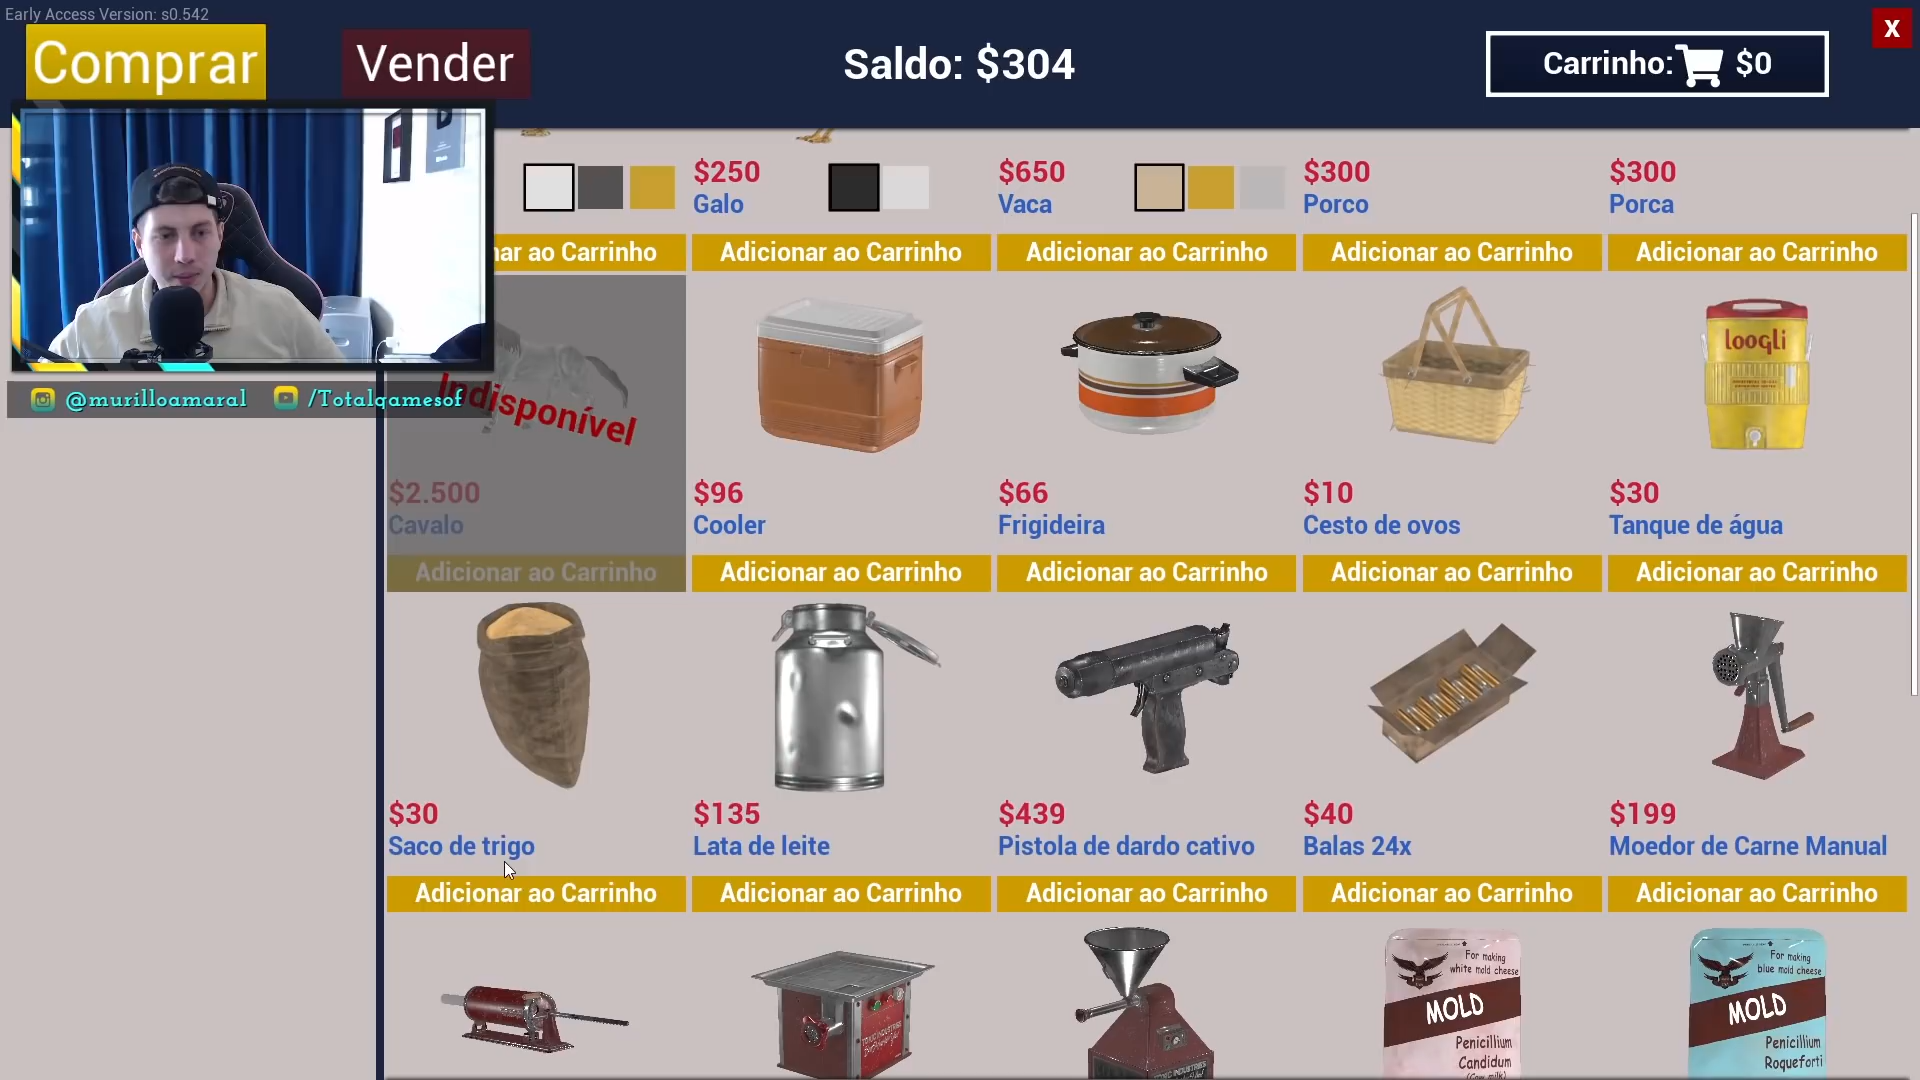 Early Access Version: s0.542
Comprar
Vender
Saldo: $304
Carrinho: $0
X
$250
Galo
$650
Vaca
$300
Porco
$300
Porca
nar ao Carrinho
Adicionar ao Carrinho
Adicionar ao Carrinho
Adicionar ao Carrinho
Adicionar ao Carrinho
@murilloamaral
/Totalgamesof
Indisponível
loogli
$2.500
Cavalo
$96
Cooler
$66
Frigideira
$10
Cesto de ovos
$30
Tanque de água
Adicionar ao Carrinho
Adicionar ao Carrinho
Adicionar ao Carrinho
Adicionar ao Carrinho
Adicionar ao Carrinho
$30
Saco de trigo
$135
Lata de leite
$439
Pistola de dardo cativo
$40
Balas 24x
$199
Moedor de Carne Manual
Adicionar ao Carrinho
Adicionar ao Carrinho
Adicionar ao Carrinho
Adicionar ao Carrinho
Adicionar ao Carrinho
For making
white mold cheese
MOLD
Penicillium
Candidum
(Cow milk)
For making
blue mold cheese
MOLD
Penicillium
Roqueforti